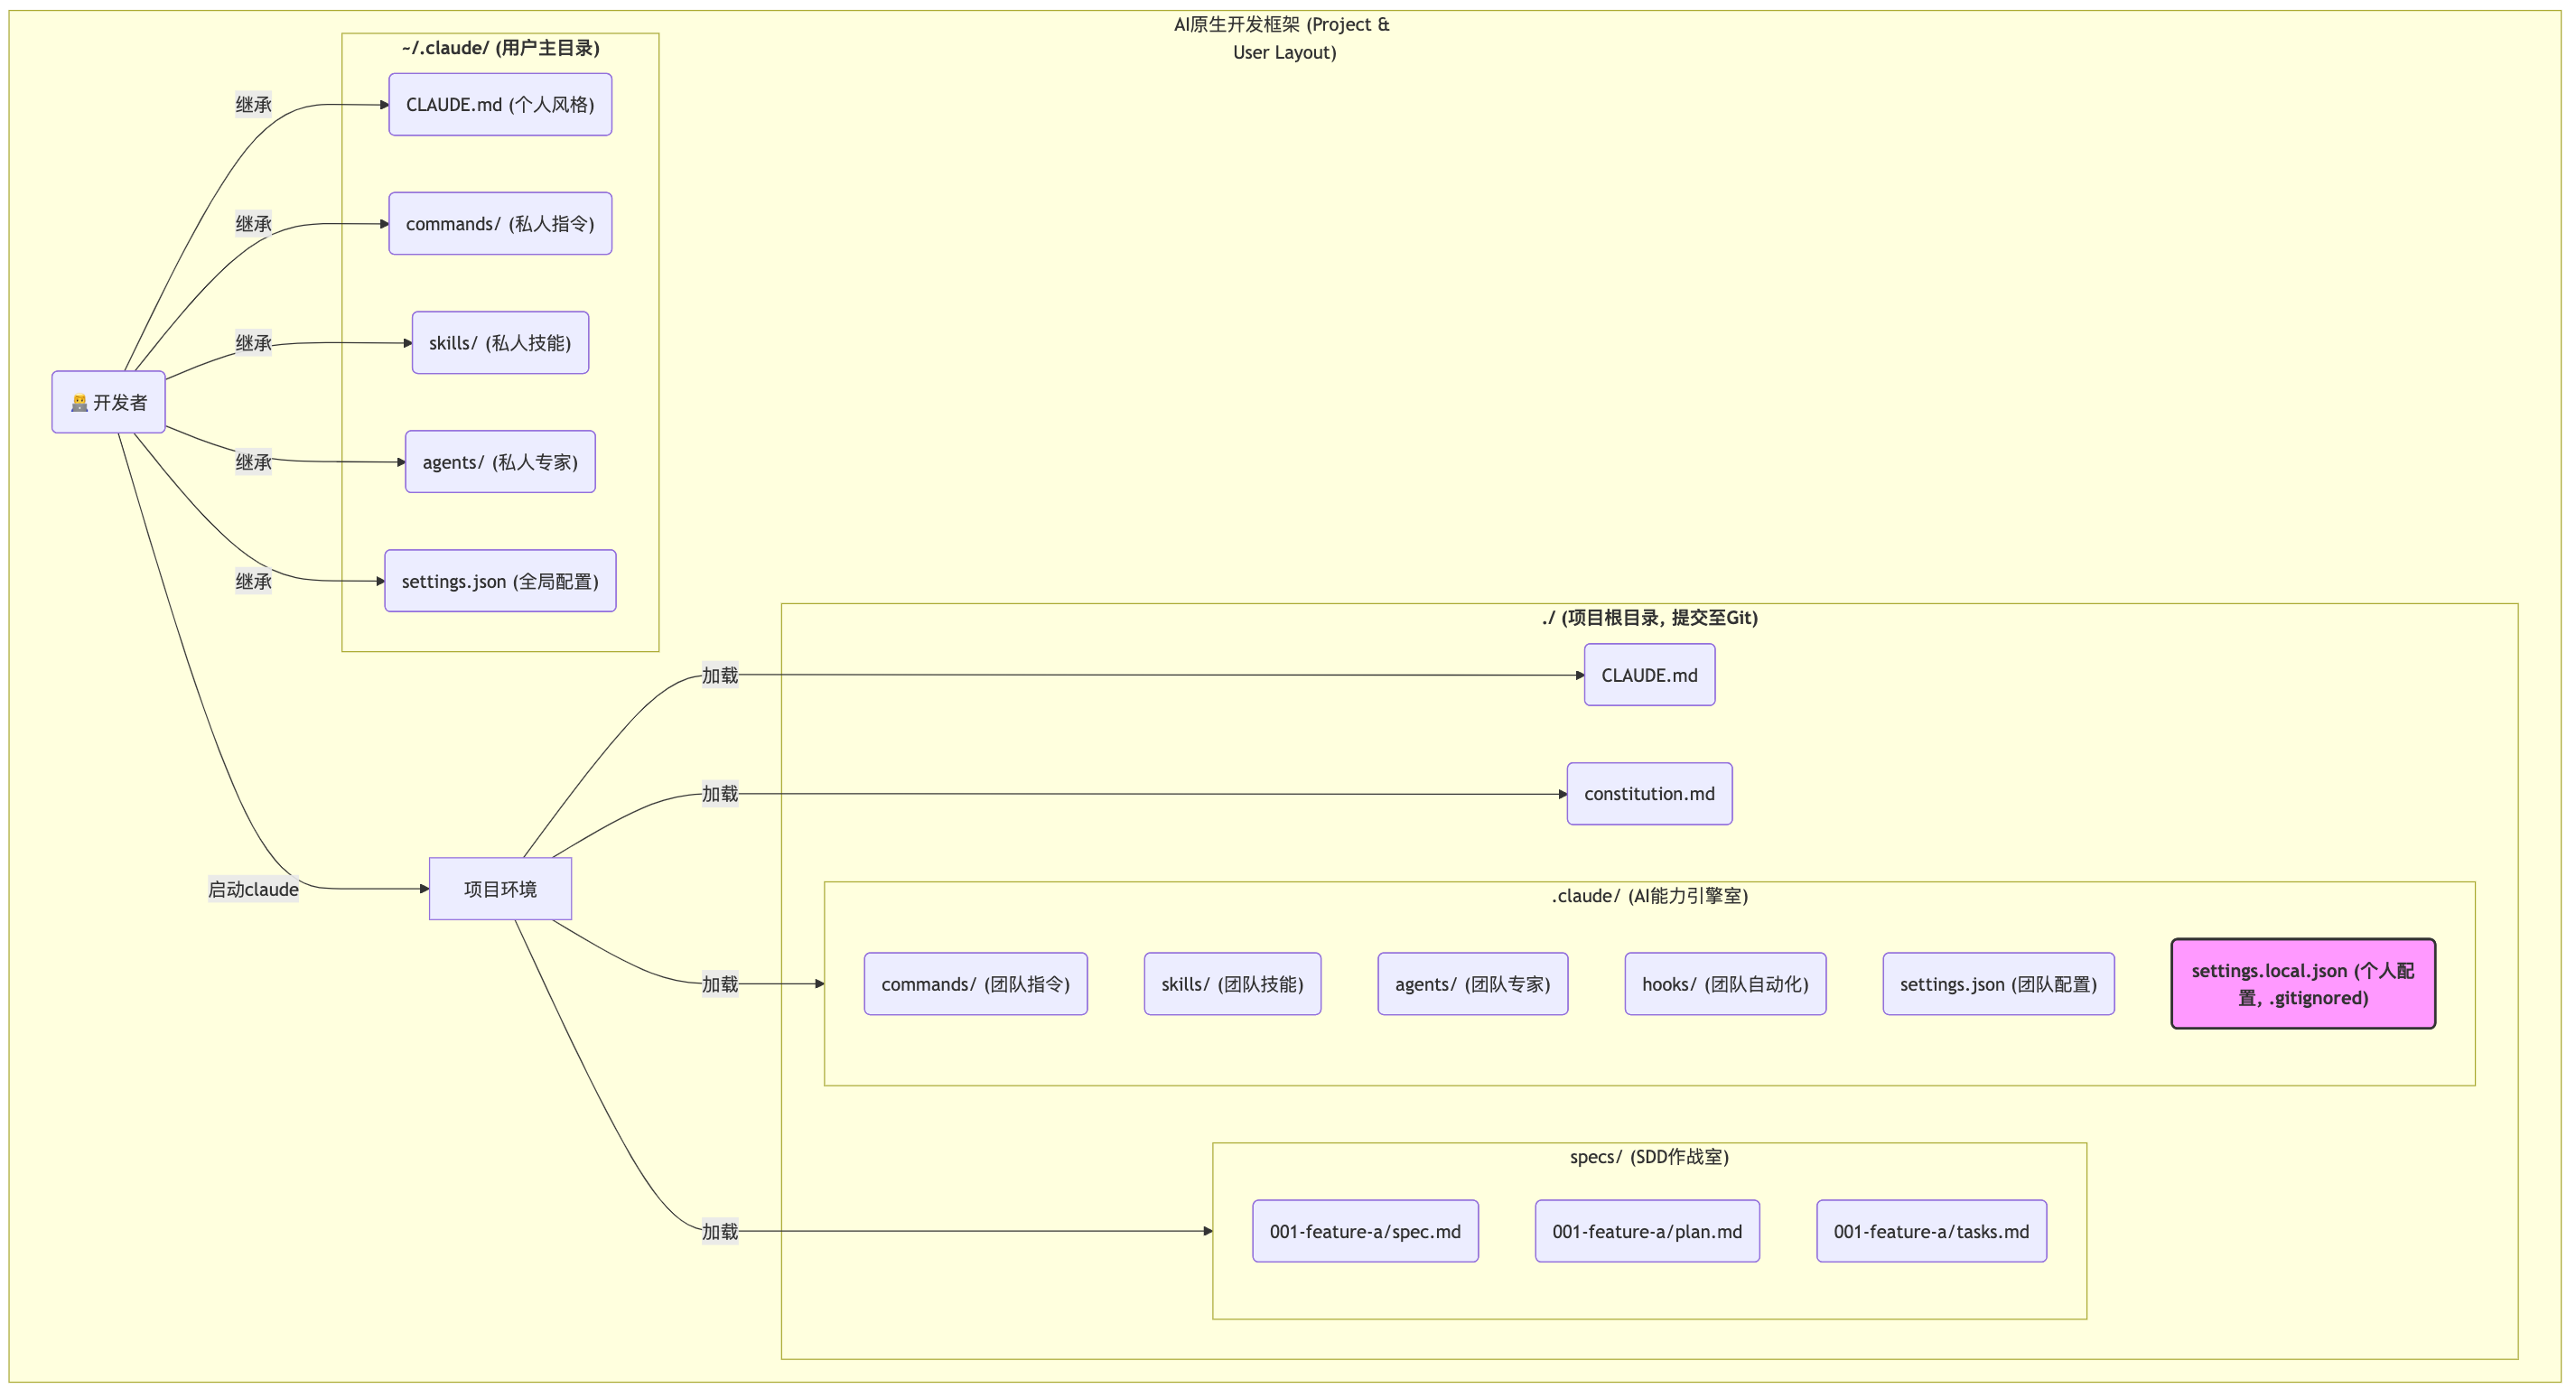 AI原生开发框架 (Project &
User Layout)
~/.claude/ (用户主目录)
继承
CLAUDE.md (个人风格)
继承
commands/ (私人指令)
继承
skills/ (私人技能)
开发者
继承
agents/ (私人专家)
继承
settings.json (全局配置)
./ (项目根目录, 提交至Git)
加载
CLAUDE.md
加载
constitution.md
启动claude
项目环境
.claude/ (AI能力引擎室)
加载
commands/ (团队指令)
skills/ (团队技能)
agents/ (团队专家)
hooks/ (团队自动化)
settings.json (团队配置)
settings.local.json (个人配
置, .gitignored)
specs/ (SDD作战室)
加载
001-feature-a/spec.md
001-feature-a/plan.md
001-feature-a/tasks.md